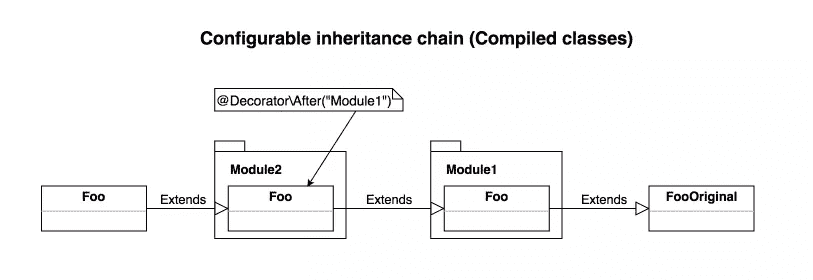 Configurable inheritance chain (Compiled classes)
@Decorator\After("Module1")
Module2
Module1
Foo
Extends
Foo
Extends
Foo
Extends
FooOriginal